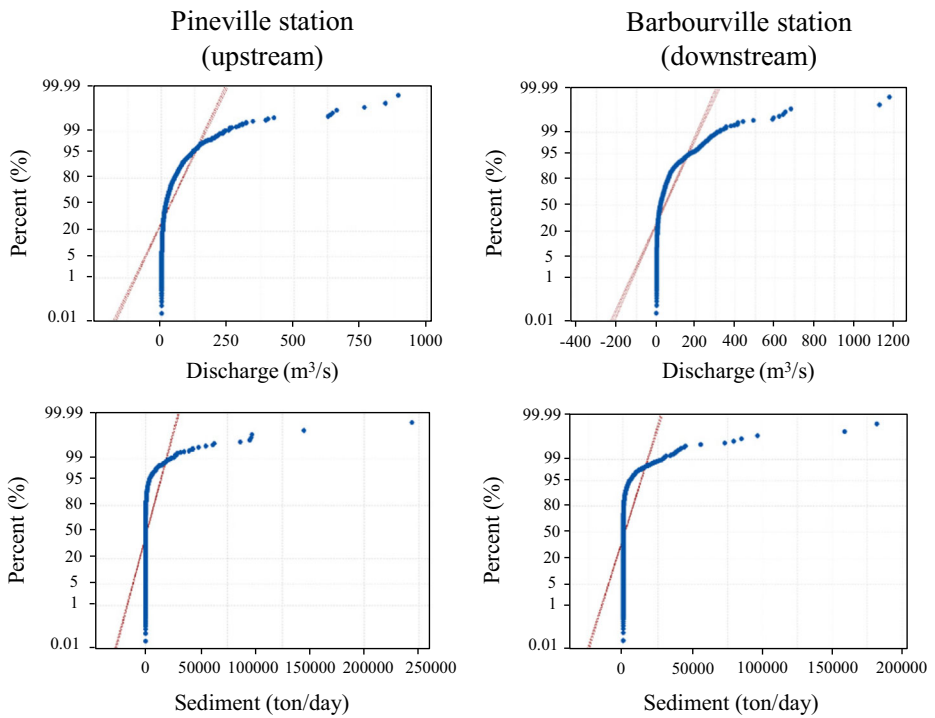 Pineville station
(upstream)
Barbourville station
(downstream)
99.99
99
95
80
50
20
5
1
0.01
Percent (%)
0 250 500 750 1000
Discharge (m³/s)
99.99
99
95
80
50
20
5
1
0.01
Percent (%)
-400 -200 0 200 400 600 800 1000 1200
Discharge (m³/s)
99.99
99
95
80
50
20
5
1
0.01
Percent (%)
0 50000 100000 150000 200000 250000
Sediment (ton/day)
99.99
99
95
80
50
20
5
1
0.01
Percent (%)
0 50000 100000 150000 200000
Sediment (ton/day)